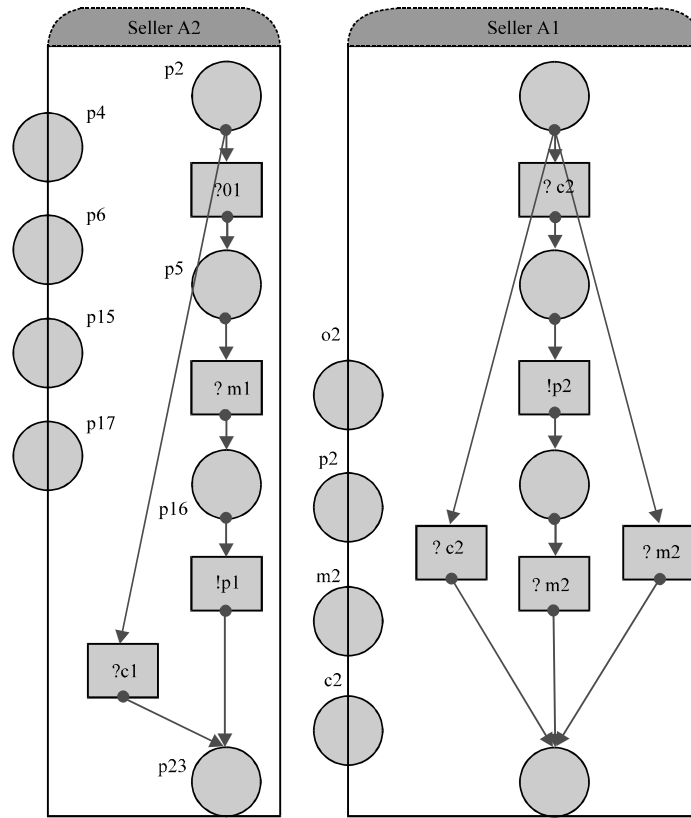 Seller A2
p2
p4
?01
p6
p5
p15
? m1
p17
p16
!p1
?c1
p23
Seller A1
? c2
o2
!p2
p2
? c2
? m2
? m2
m2
c2